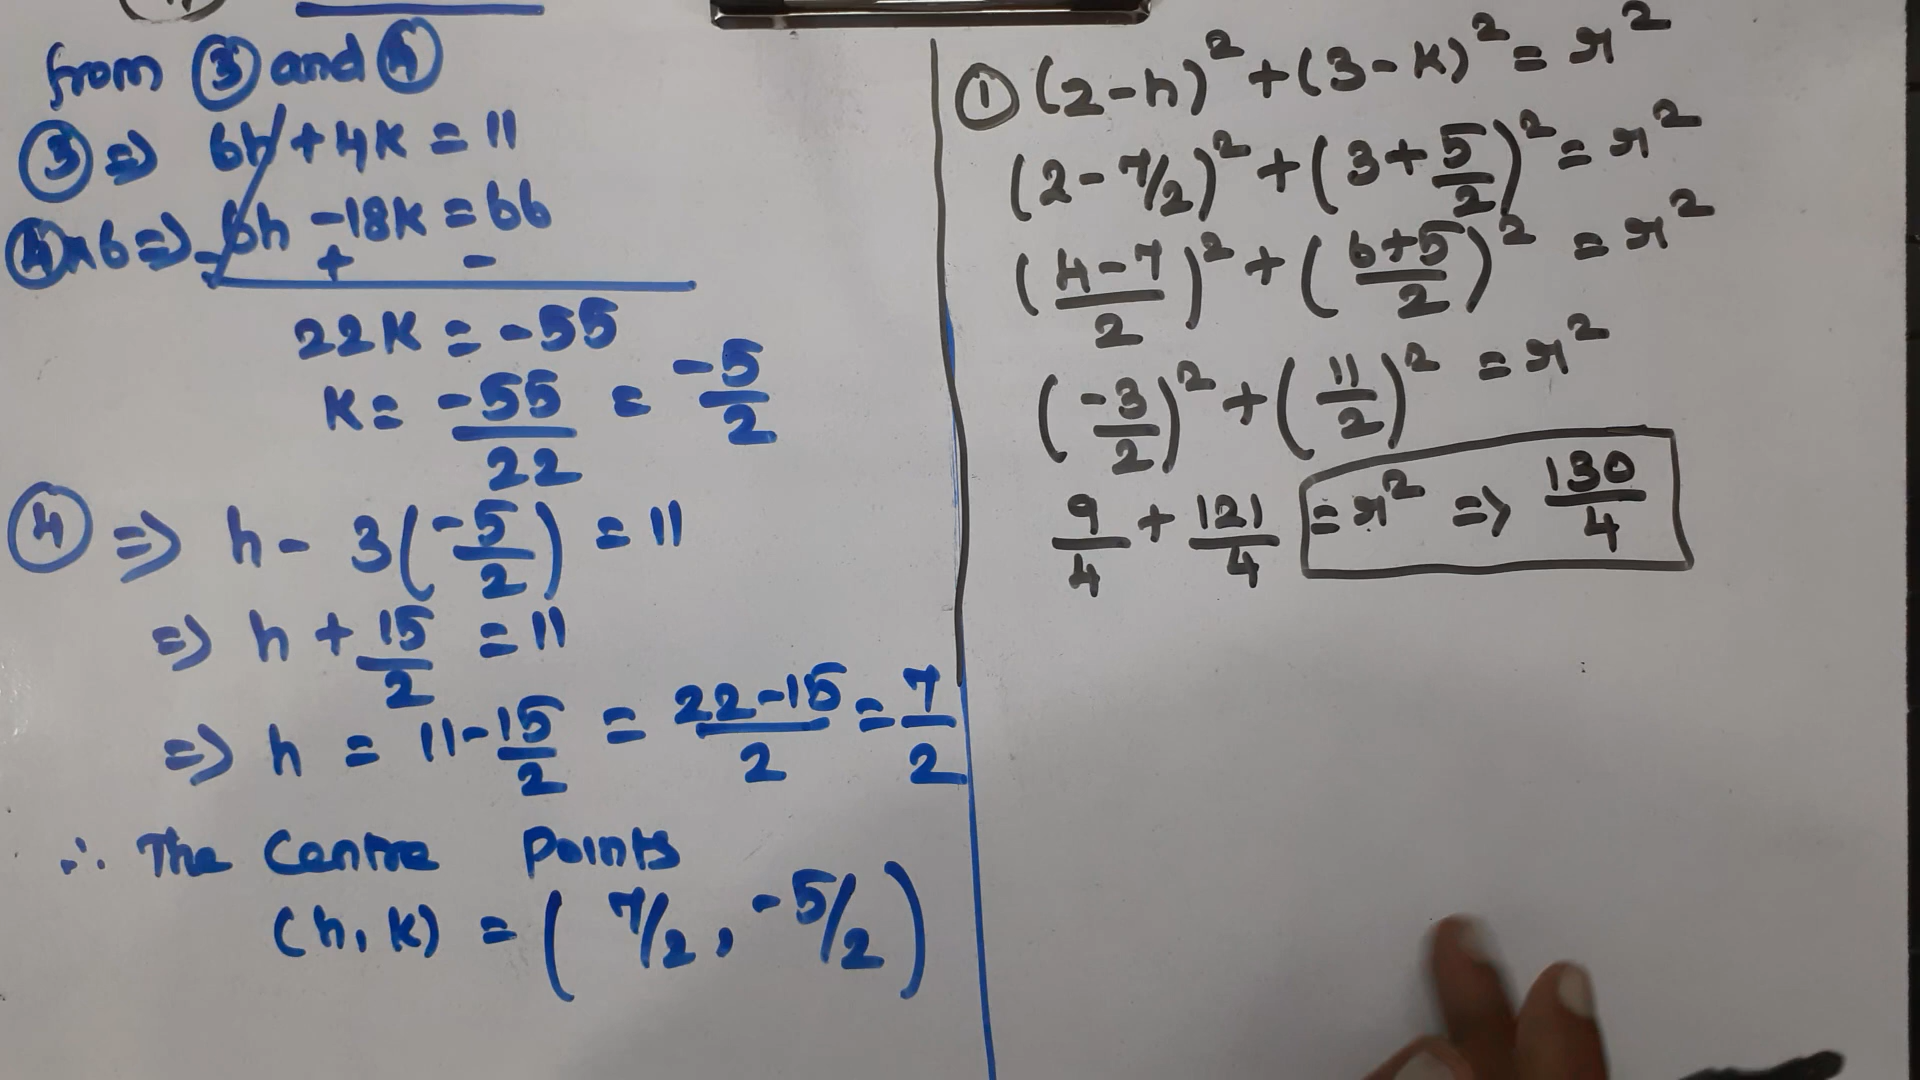 from ③ and ④
③ ⇒ 6h + 4k = 11
④ x 6 ⇒ 6h - 18k = 66
- + -
22k = -55
k = -55/22 = -5/2
④ ⇒ h - 3(-5/2) = 11
⇒ h + 15/2 = 11
⇒ h = 11 - 15/2 = 22-15/2 = 7/2
∴ The Centre points
(h, k) = (7/2, -5/2)
① (2-h)² + (3-k)² = r²
(2 - 7/2)² + (3 + 5/2)² = r²
(4-7/2)² + (6+5/2)² = r²
(-3/2)² + (11/2)² = r²
9/4 + 121/4 = r² ⇒ 130/4